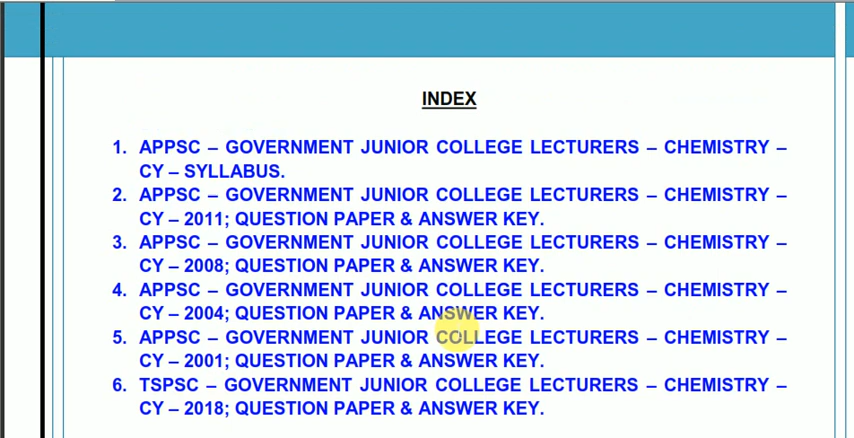 INDEX
1. APPSC – GOVERNMENT JUNIOR COLLEGE LECTURERS – CHEMISTRY –
CY – SYLLABUS.
2. APPSC – GOVERNMENT JUNIOR COLLEGE LECTURERS – CHEMISTRY –
CY – 2011; QUESTION PAPER & ANSWER KEY.
3. APPSC – GOVERNMENT JUNIOR COLLEGE LECTURERS – CHEMISTRY –
CY – 2008; QUESTION PAPER & ANSWER KEY.
4. APPSC – GOVERNMENT JUNIOR COLLEGE LECTURERS – CHEMISTRY –
CY – 2004; QUESTION PAPER & ANSWER KEY.
5. APPSC – GOVERNMENT JUNIOR COLLEGE LECTURERS – CHEMISTRY –
CY – 2001; QUESTION PAPER & ANSWER KEY.
6. TSPSC – GOVERNMENT JUNIOR COLLEGE LECTURERS – CHEMISTRY –
CY – 2018; QUESTION PAPER & ANSWER KEY.